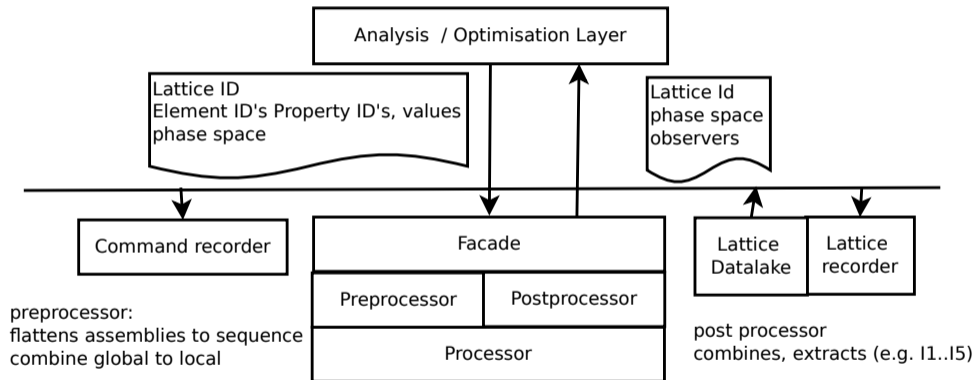 Analysis / Optimisation Layer
Lattice ID
Element ID's Property ID's, values
phase space
Lattice Id
phase space
observers
Command recorder
Facade
Lattice
Datalake
Lattice
recorder
Preprocessor
Postprocessor
Processor
preprocessor:
flattens assemblies to sequence
combine global to local
post processor
combines, extracts (e.g. I1..I5)